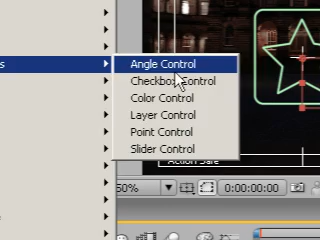 s
Angle Control
Checkbox Control
Color Control
Layer Control
Point Control
Slider Control
Action Safe
50%
0:00:00:00